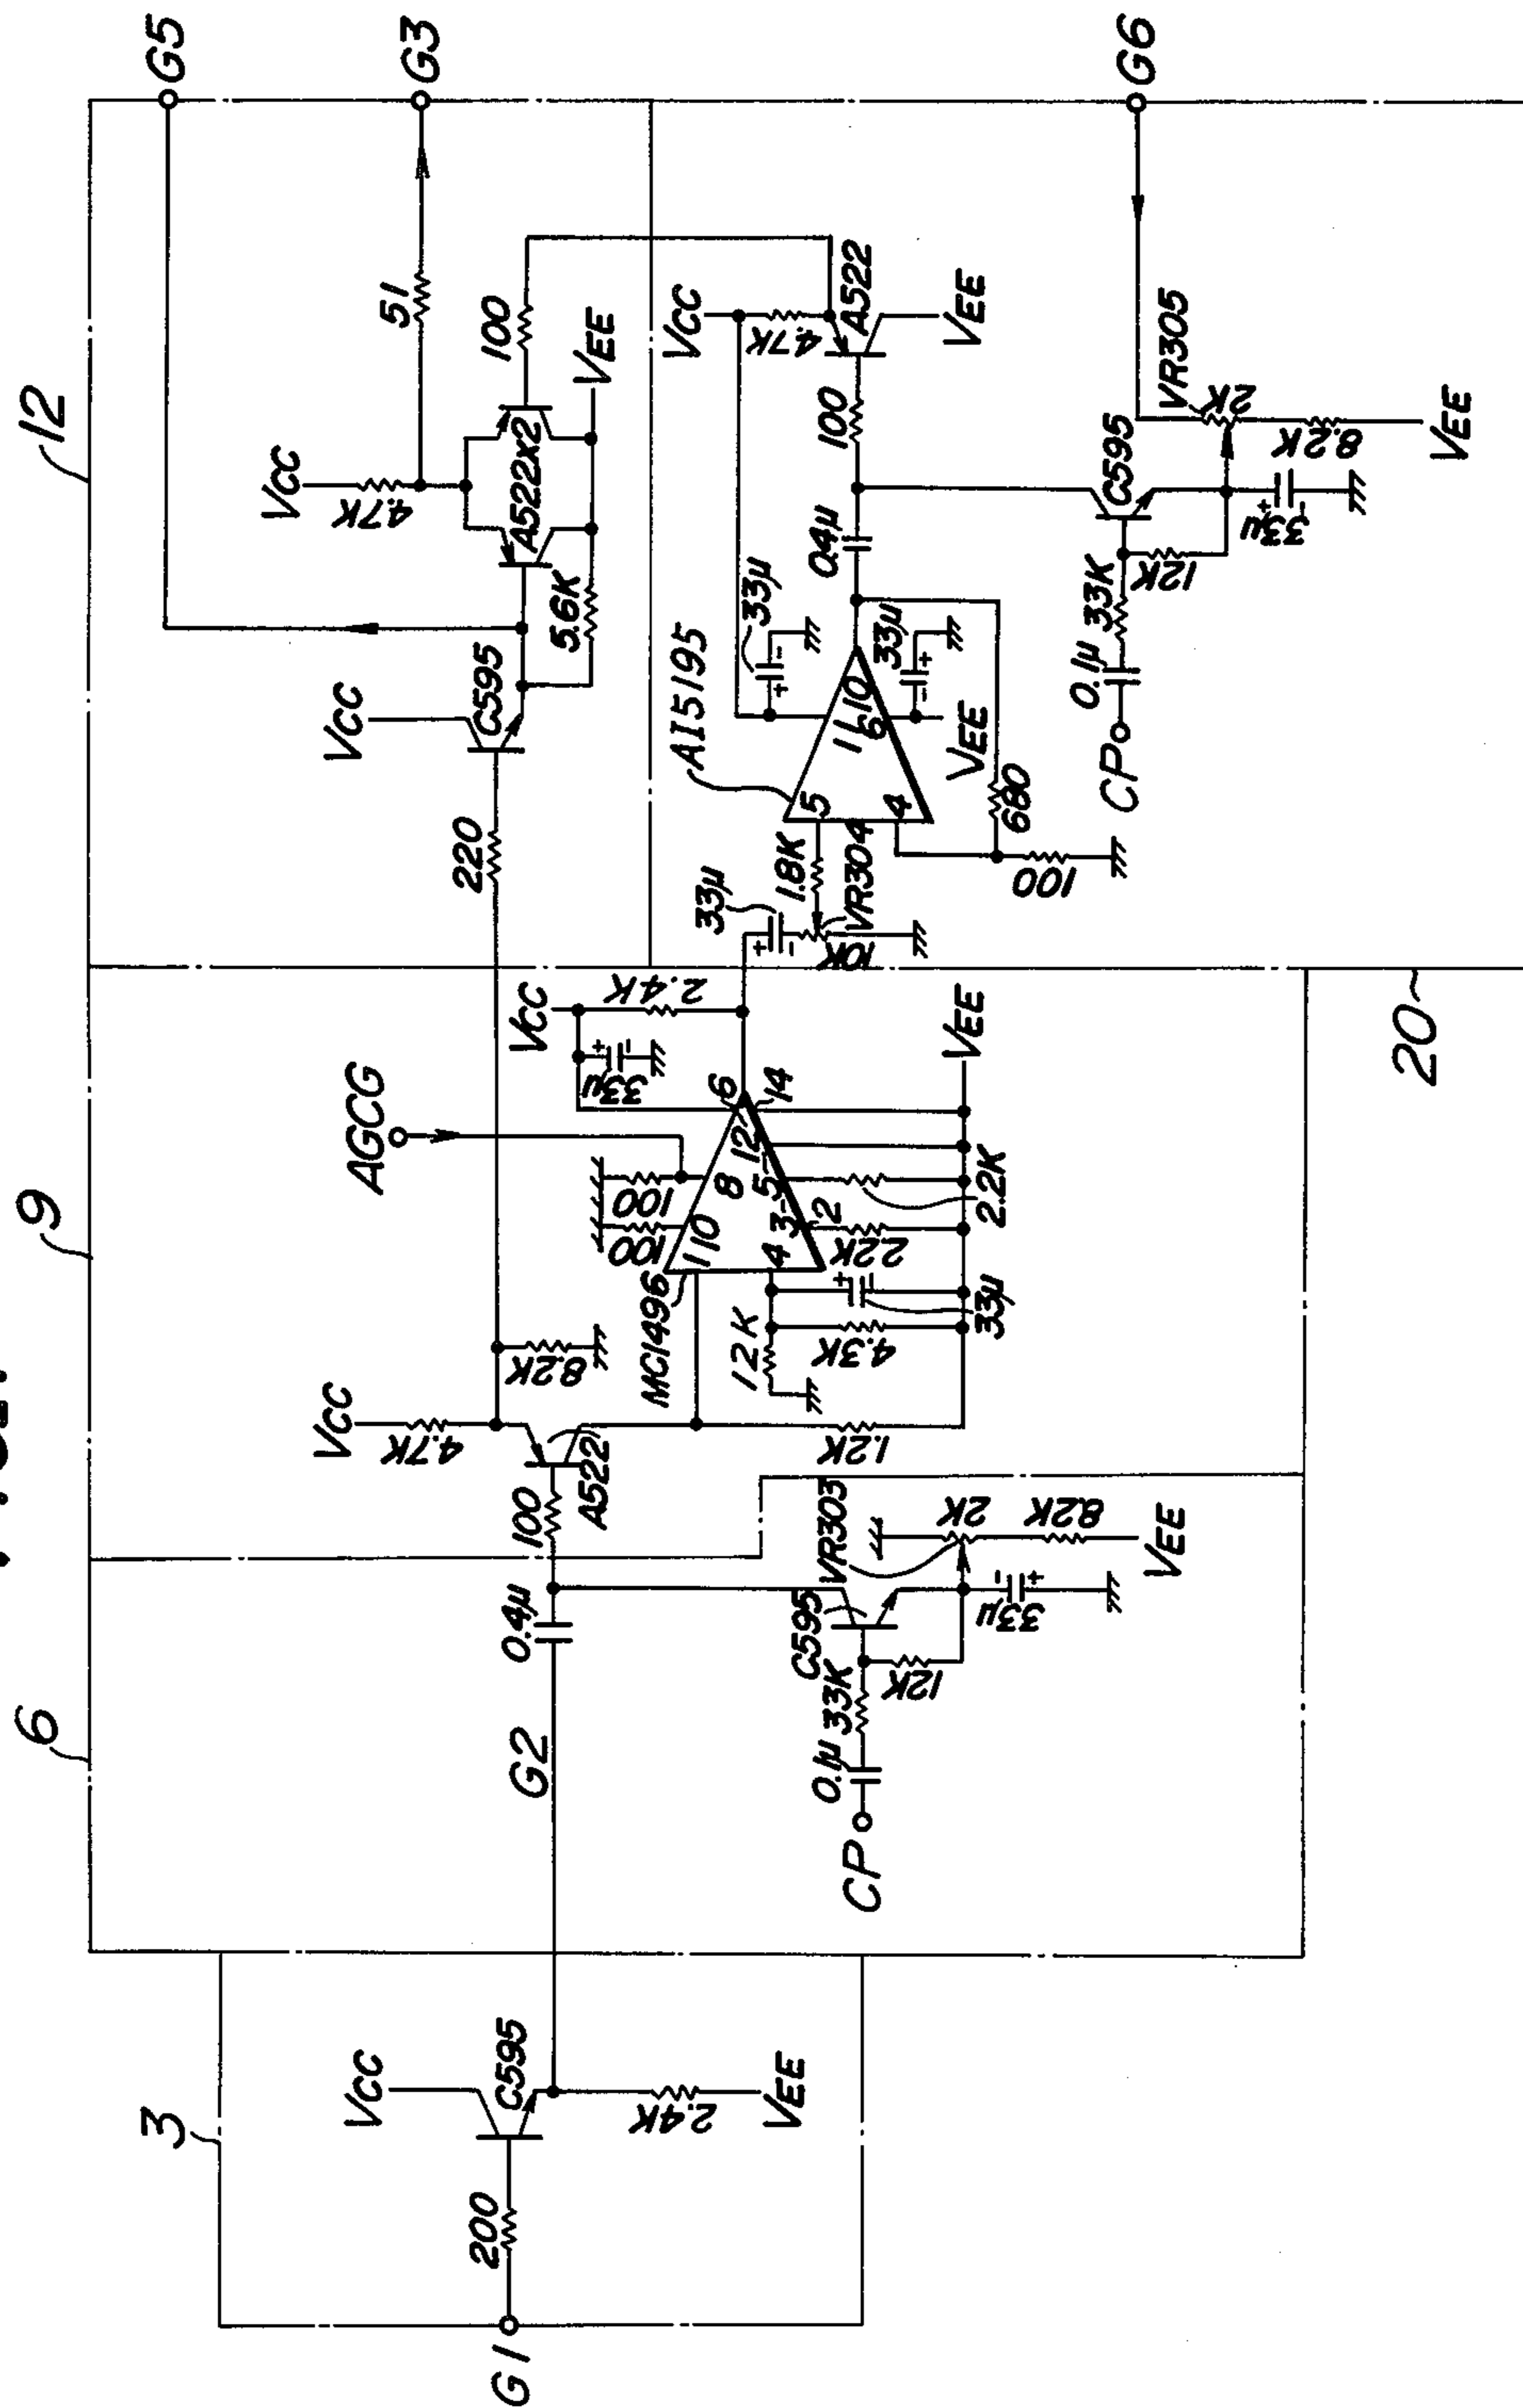 3
6
9
12
20
G1
200
VCC
C595
2.4K
VEE
G2
0.4μ
CP
0.1μ
33K
12K
C595
VR303
2K
8.2K
VEE
33μ
100
A522
VCC
4.7K
8.2K
1.2K
MC1496
12K
4.3K
33μ
2.2K
2.2K
100
100
AGCG
1
10
8
4
3
2
5
12
6
14
VCC
33μ
2.4K
VEE
220
VCC
C595
5.6K
VCC
4.7K
A522x2
VEE
100
51
G5
G3
33μ
10K
VR304
1.8K
AI5195
5
4
1
10
6
33μ
33μ
VEE
680
100
0.4μ
100
VCC
4.7K
A522
VEE
CP
0.1μ
33K
12K
C595
33μ
VR305
2K
8.2K
VEE
G6